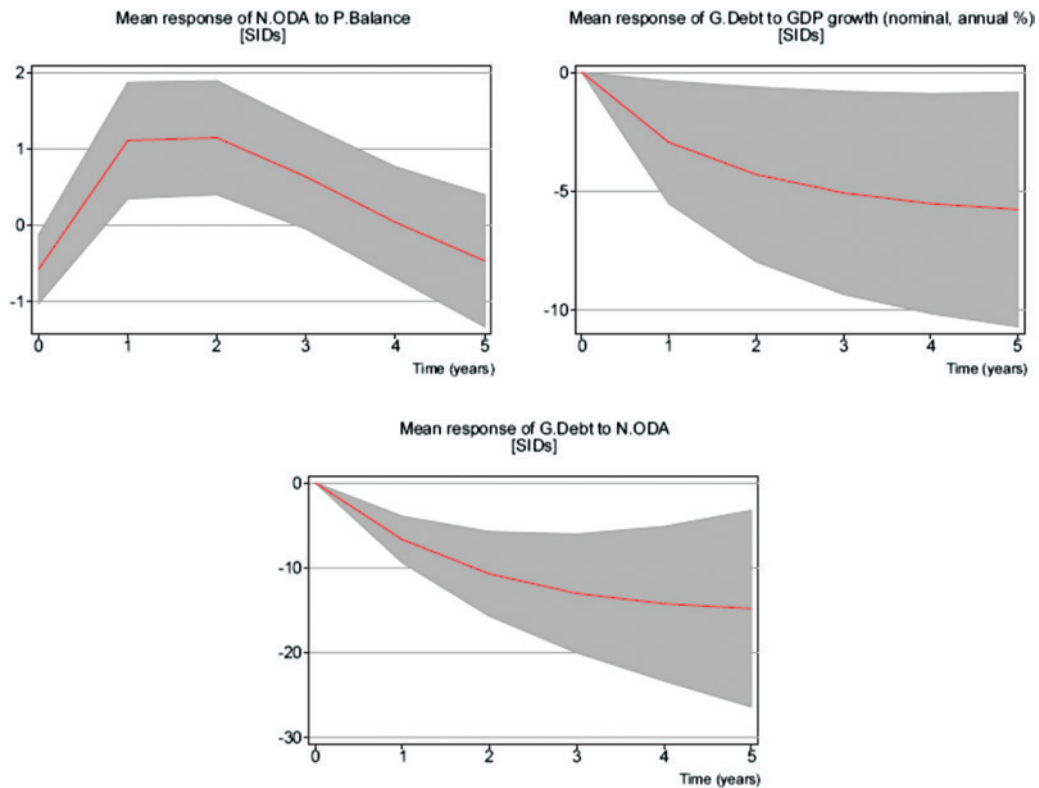 Mean response of N.ODA to P.Balance
[SIDs]
2
1
0
-1
0 1 2 3 4 5
Time (years)
Mean response of G.Debt to GDP growth (nominal, annual %)
[SIDs]
0
-5
-10
0 1 2 3 4 5
Time (years)
Mean response of G.Debt to N.ODA
[SIDs]
0
-10
-20
-30
0 1 2 3 4 5
Time (years)